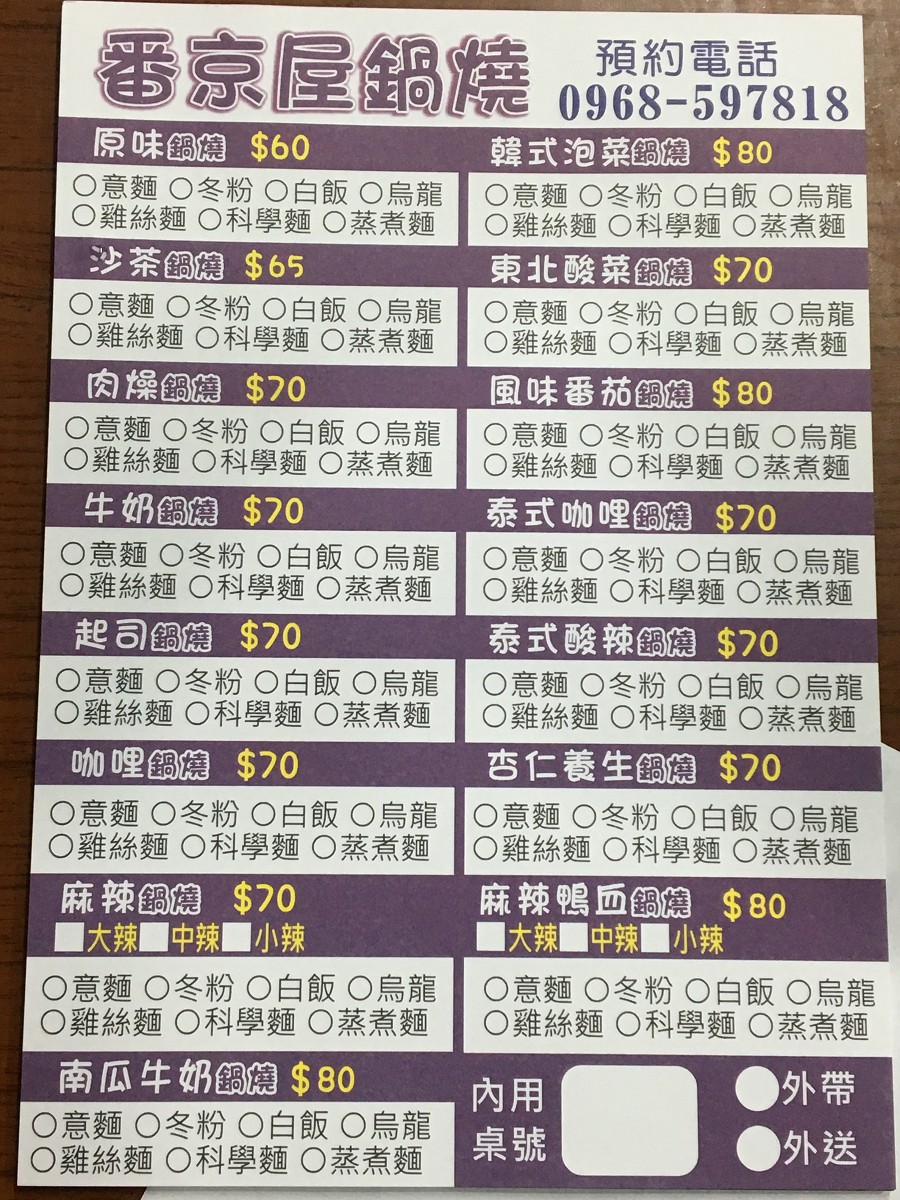 番京屋鍋燒
預約電話
0968-597818
原味鍋燒 $60
○意麵 ○冬粉 ○白飯 ○烏龍
○雞絲麵 ○科學麵 ○蒸煮麵
沙茶鍋燒 $65
○意麵 ○冬粉 ○白飯 ○烏龍
○雞絲麵 ○科學麵 ○蒸煮麵
肉燥鍋燒 $70
○意麵 ○冬粉 ○白飯 ○烏龍
○雞絲麵 ○科學麵 ○蒸煮麵
牛奶鍋燒 $70
○意麵 ○冬粉 ○白飯 ○烏龍
○雞絲麵 ○科學麵 ○蒸煮麵
起司鍋燒 $70
○意麵 ○冬粉 ○白飯 ○烏龍
○雞絲麵 ○科學麵 ○蒸煮麵
咖哩鍋燒 $70
○意麵 ○冬粉 ○白飯 ○烏龍
○雞絲麵 ○科學麵 ○蒸煮麵
麻辣鍋燒 $70
□大辣□中辣□小辣
○意麵 ○冬粉 ○白飯 ○烏龍
○雞絲麵 ○科學麵 ○蒸煮麵
南瓜牛奶鍋燒 $80
○意麵 ○冬粉 ○白飯 ○烏龍
○雞絲麵 ○科學麵 ○蒸煮麵
韓式泡菜鍋燒 $80
○意麵 ○冬粉 ○白飯 ○烏龍
○雞絲麵 ○科學麵 ○蒸煮麵
東北酸菜鍋燒 $70
○意麵 ○冬粉 ○白飯 ○烏龍
○雞絲麵 ○科學麵 ○蒸煮麵
風味番茄鍋燒 $80
○意麵 ○冬粉 ○白飯 ○烏龍
○雞絲麵 ○科學麵 ○蒸煮麵
泰式咖哩鍋燒 $70
○意麵 ○冬粉 ○白飯 ○烏龍
○雞絲麵 ○科學麵 ○蒸煮麵
泰式酸辣鍋燒 $70
○意麵 ○冬粉 ○白飯 ○烏龍
○雞絲麵 ○科學麵 ○蒸煮麵
杏仁養生鍋燒 $70
○意麵 ○冬粉 ○白飯 ○烏龍
○雞絲麵 ○科學麵 ○蒸煮麵
麻辣鴨血鍋燒 $80
□大辣□中辣□小辣
○意麵 ○冬粉 ○白飯 ○烏龍
○雞絲麵 ○科學麵 ○蒸煮麵
內用
桌號
○外帶
○外送